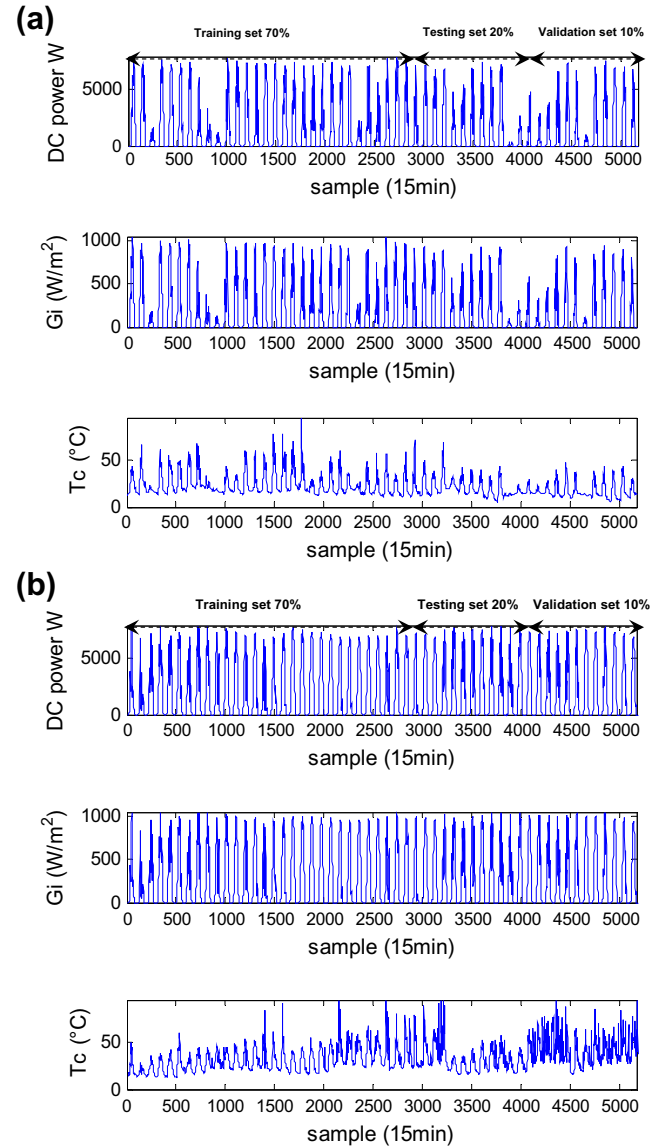 (a)
Training set 70% Testing set 20% Validation set 10%
DC power W
5000
0
0 500 1000 1500 2000 2500 3000 3500 4000 4500 5000
sample (15min)
Gi (W/m²)
1000
500
0
0 500 1000 1500 2000 2500 3000 3500 4000 4500 5000
sample (15min)
Tc (°C)
50
0
0 500 1000 1500 2000 2500 3000 3500 4000 4500 5000
sample (15min)
(b)
Training set 70% Testing set 20% Validation set 10%
DC power W
5000
0
0 500 1000 1500 2000 2500 3000 3500 4000 4500 5000
sample (15min)
Gi (W/m²)
1000
500
0
0 500 1000 1500 2000 2500 3000 3500 4000 4500 5000
sample (15min)
Tc (°C)
50
0
0 500 1000 1500 2000 2500 3000 3500 4000 4500 5000
sample (15min)